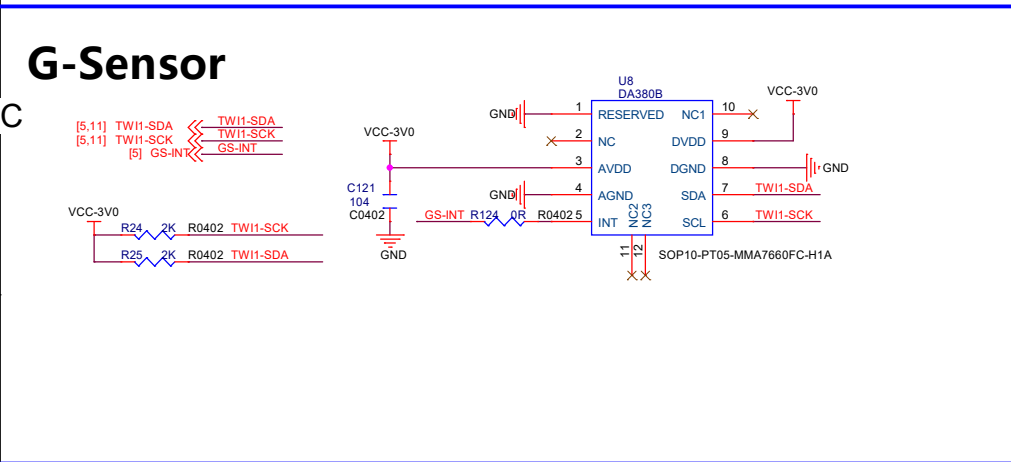 G-Sensor
C
[5,11] TWI1-SDA TWI1-SDA
[5,11] TWI1-SCK TWI1-SCK
[5] GS-INT GS-INT
VCC-3V0
R24 2K R0402 TWI1-SCK
R25 2K R0402 TWI1-SDA
VCC-3V0
C121
104
C0402
GND
U8
DA380B
GND 1 RESERVED NC1 10
2 NC DVDD 9
VCC-3V0
3 AVDD DGND 8 GND
GND 4 AGND SDA 7 TWI1-SDA
GS-INT R124 0R R0402 5 INT SCL 6 TWI1-SCK
NC2
NC3
11
12
SOP10-PT05-MMA7660FC-H1A